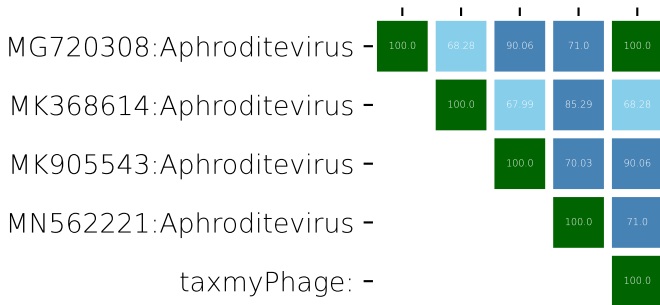 MG720308:Aphroditevirus 100.0 68.28 90.06 71.0 100.0
MK368614:Aphroditevirus 100.0 67.99 85.29 68.28
MK905543:Aphroditevirus 100.0 70.03 90.06
MN562221:Aphroditevirus 100.0 71.0
taxmyPhage: 100.0